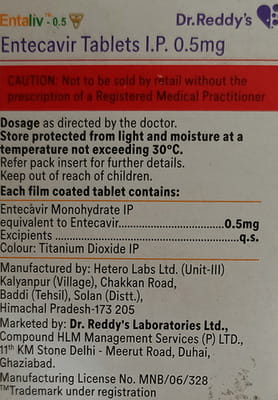 Entaliv - 0.5 Dr.Reddy's
Entecavir Tablets I.P. 0.5mg
CAUTION: Not to be sold by retail without the
prescription of a Registered Medical Practitioner
Dosage as directed by the doctor.
Store protected from light and moisture at a
temperature not exceeding 30°C.
Refer pack insert for further details.
Keep out of reach of children.
Each film coated tablet contains:
Entecavir Monohydrate IP
equivalent to Entecavir..........................0.5mg
Excipients .............................................q.s.
Colour: Titanium Dioxide IP
Manufactured by: Hetero Labs Ltd. (Unit-III)
Kalyanpur (Village), Chakkan Road,
Baddi (Tehsil), Solan (Distt.),
Himachal Pradesh-173 205
Marketed by: Dr. Reddy's Laboratories Ltd.,
Compound HLM Management Services (P) LTD.,
11th KM Stone Delhi - Meerut Road, Duhai,
Ghaziabad.
Manufacturing License No. MNB/06/328
™Trademark under registration